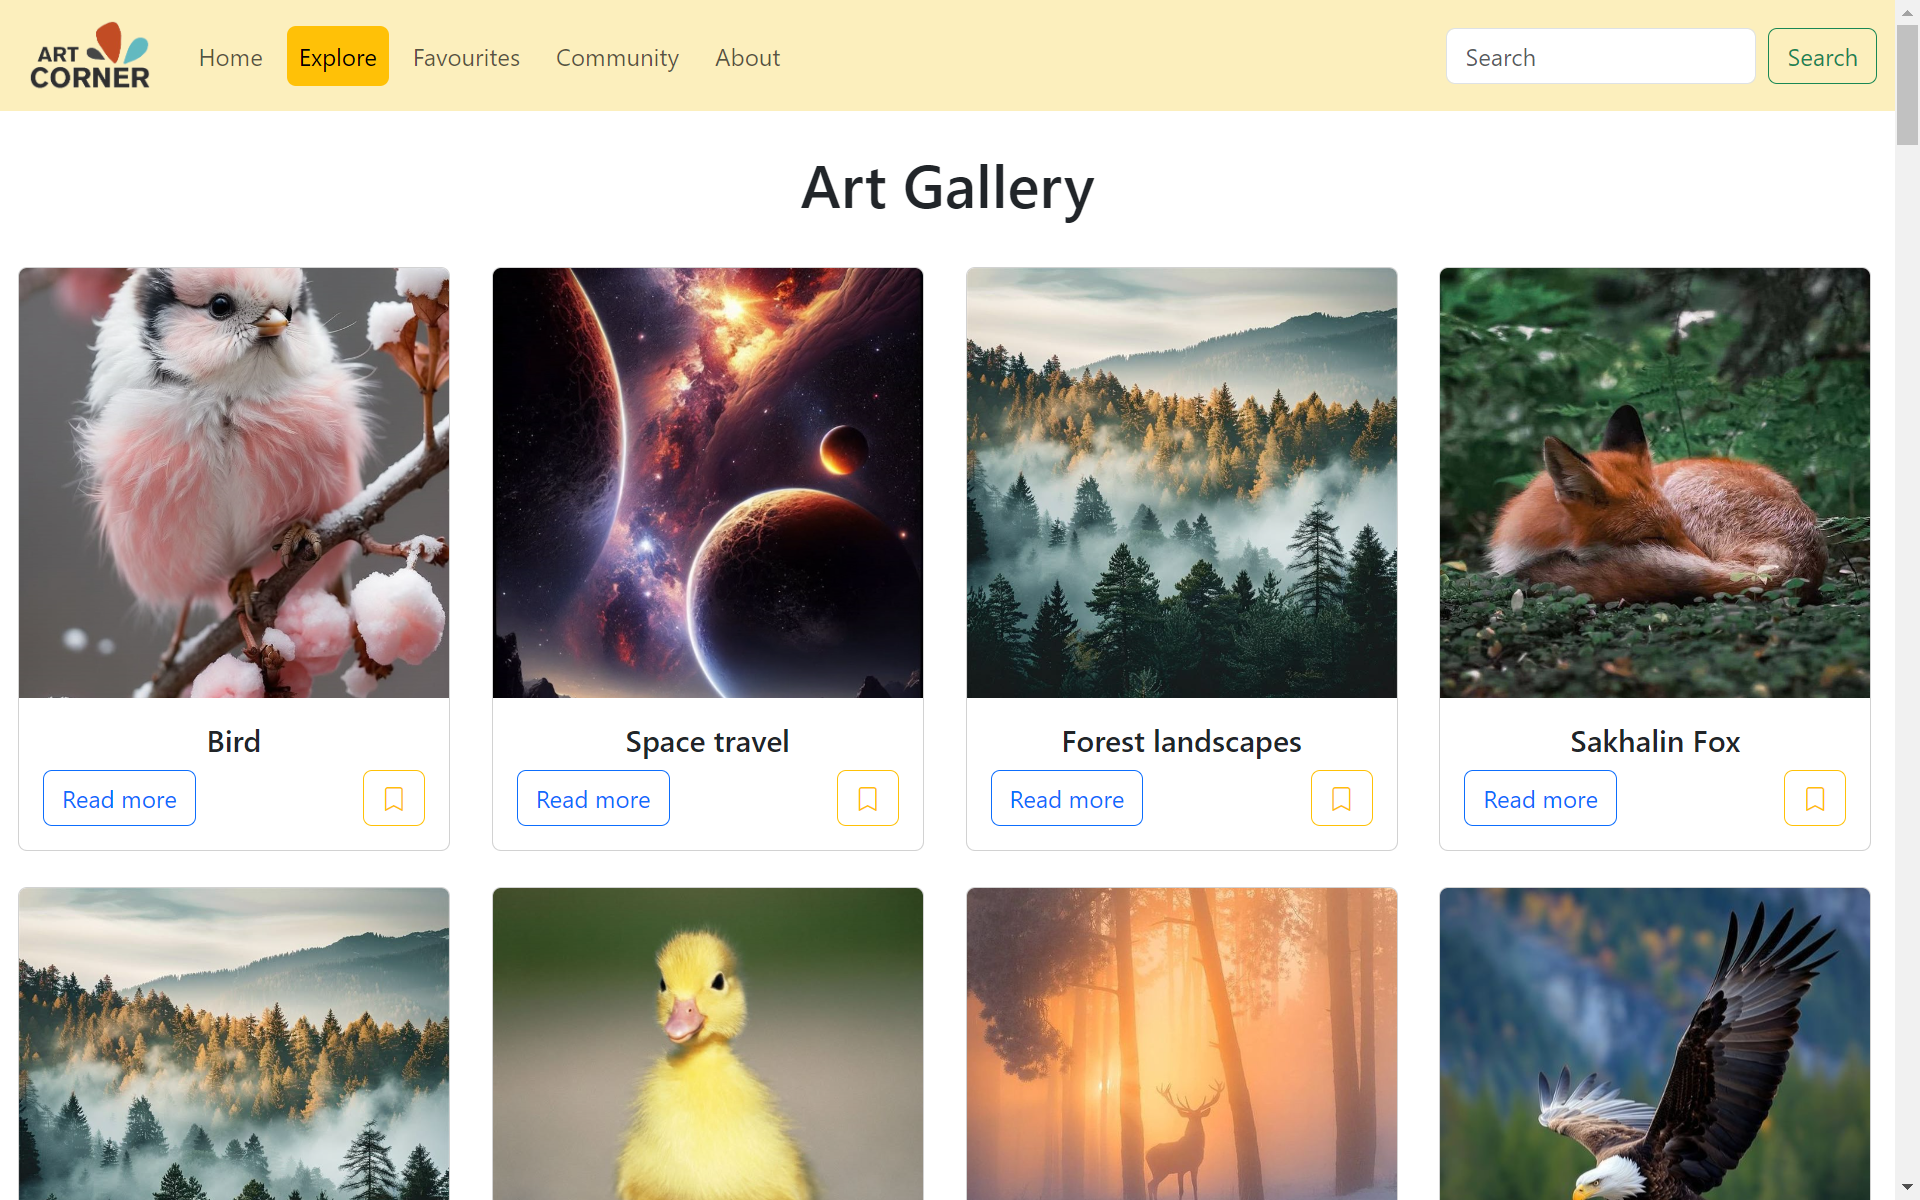 ART
CORNER
Home
Explore
Favourites
Community
About
Search
Search
Art Gallery
Bird
Read more
Space travel
Read more
Forest landscapes
Read more
Sakhalin Fox
Read more